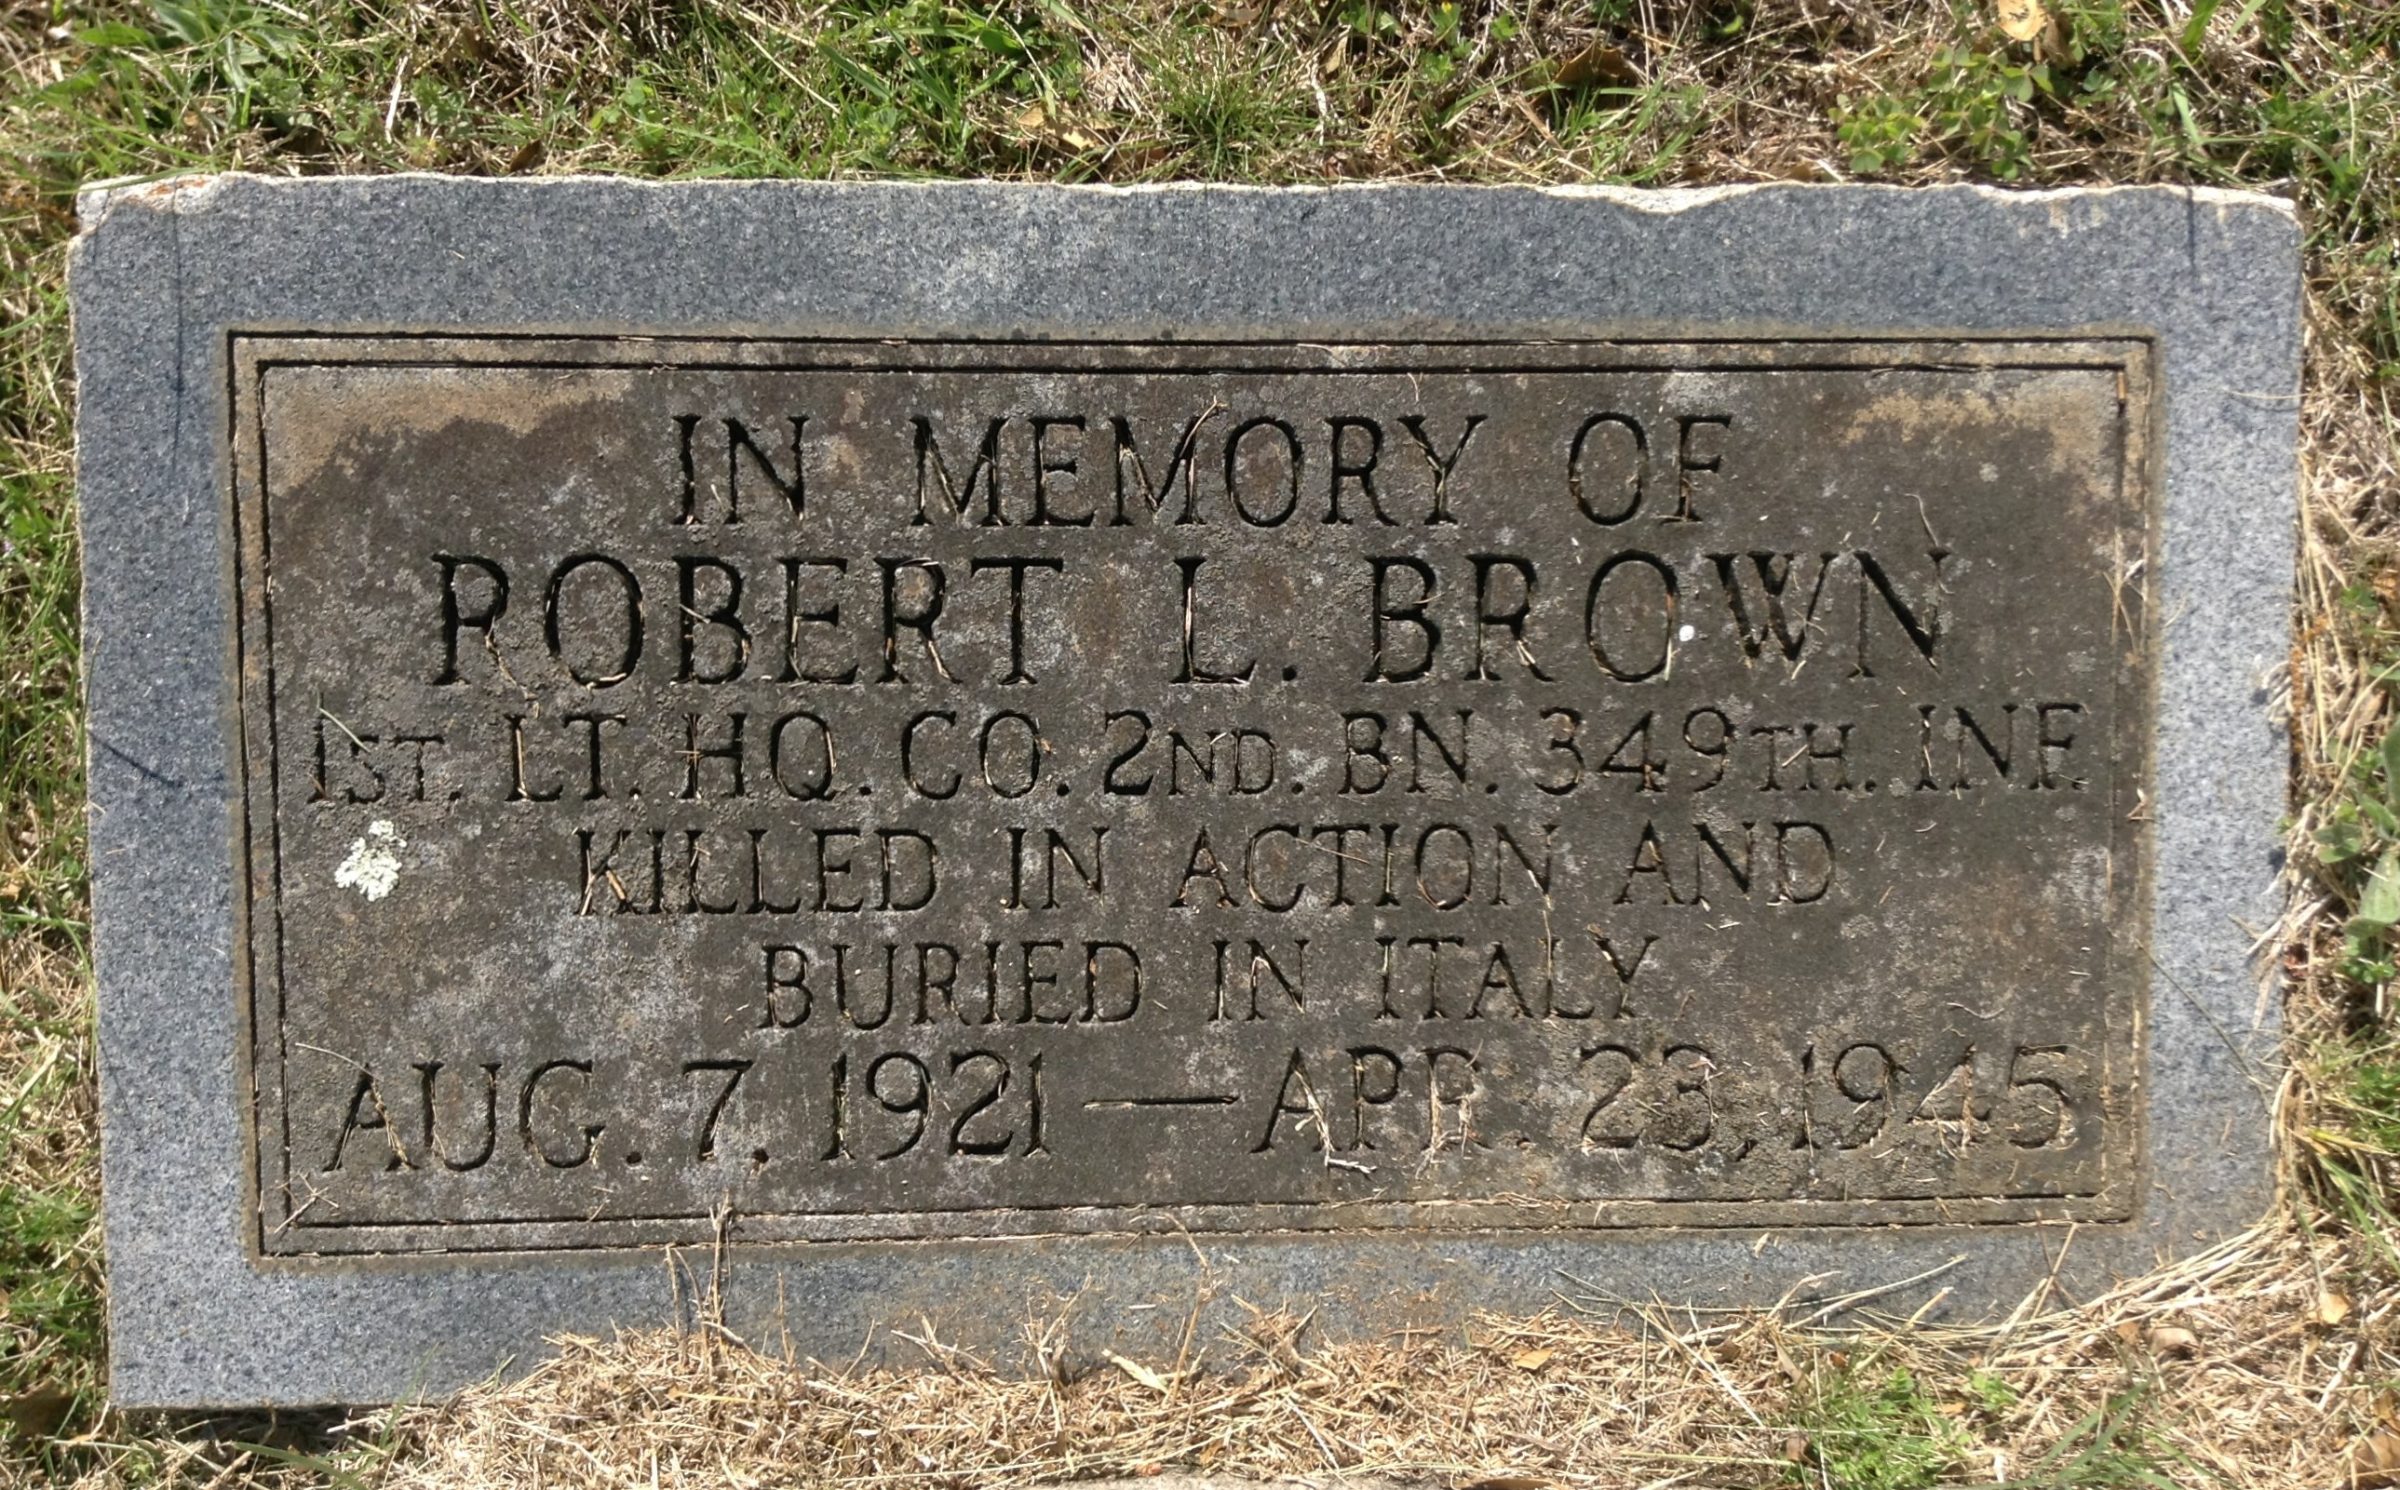 IN MEMORY OF
ROBERT L. BROWN
1ST. LT. HQ. CO. 2ND. BN. 349TH. INF.
KILLED IN ACTION AND
BURIED IN ITALY
AUG. 7. 1921 — APR. 23, 1945